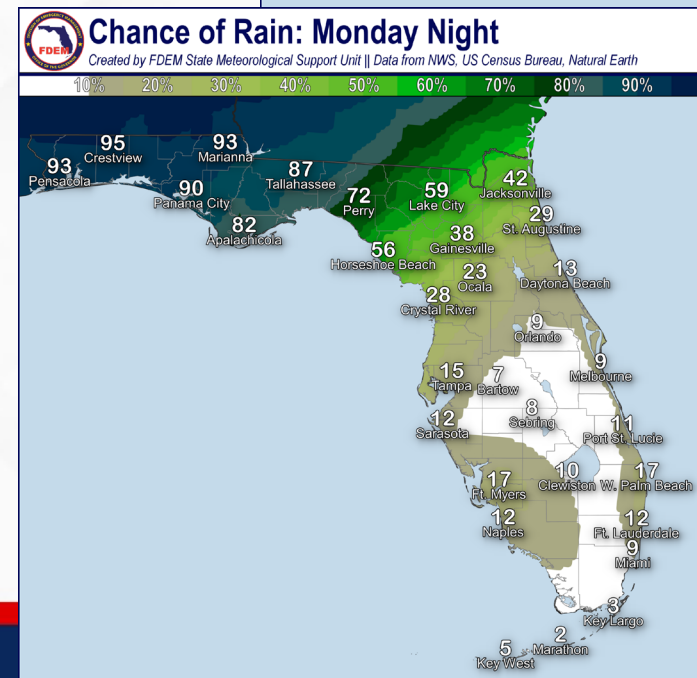 FDEM
Chance of Rain: Monday Night
Created by FDEM State Meteorological Support Unit || Data from NWS, US Census Bureau, Natural Earth
10% 20% 30% 40% 50% 60% 70% 80% 90%
95
Crestview
93
Marianna
93
Pensacola
87
Tallahassee
90
Panama City
72
Perry
59
Lake City
42
Jacksonville
82
Apalachicola
29
St. Augustine
38
Gainesville
56
Horseshoe Beach
23
Ocala
13
Daytona Beach
28
Crystal River
9
Orlando
9
Melbourne
15
Tampa
7
Bartow
8
Sebring
12
Sarasota
11
Port St. Lucie
17
Ft. Myers
10
Clewiston
17
W. Palm Beach
12
Naples
12
Ft. Lauderdale
9
Miami
3
Key Largo
2
Marathon
5
Key West